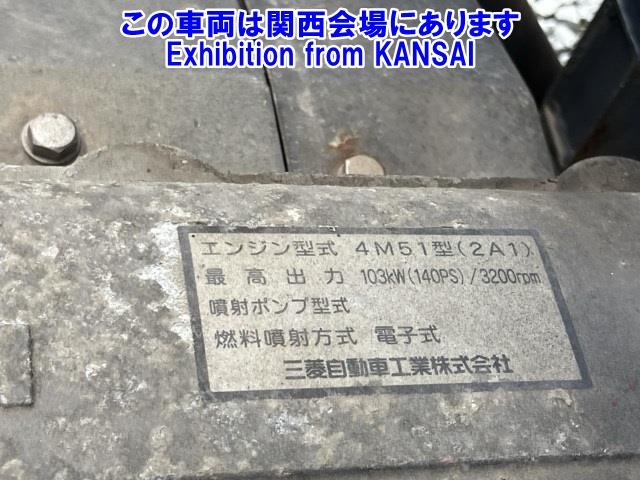 この車両は関西会場にあります
Exhibition from KANSAI
エンジン型式 4M51型(2A1)
最高出力 103kW(140PS)/3200rpm
噴射ポンプ型式
燃料噴射方式 電子式
三菱自動車工業株式会社